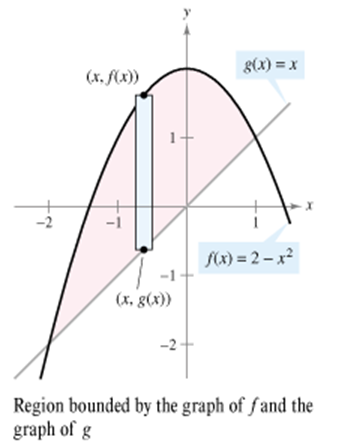 y
g(x) = x
(x, f(x))
1
x
-2
-1
1
f(x) = 2 – x²
-1
(x, g(x))
-2
Region bounded by the graph of f and the
graph of g